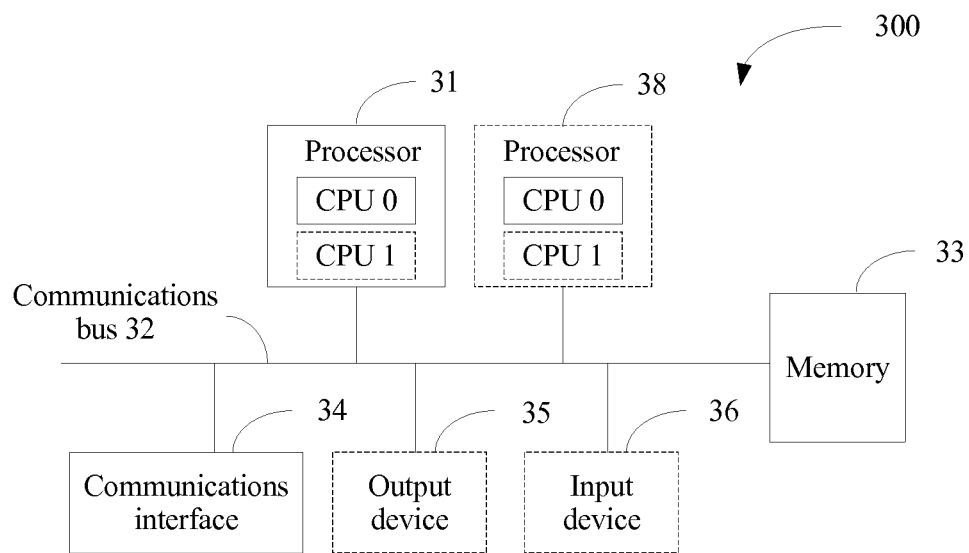 300
31
38
Processor
Processor
CPU 0
CPU 0
CPU 1
CPU 1
33
Communications
bus 32
Memory
34
35
36
Communications
interface
Output
device
Input
device